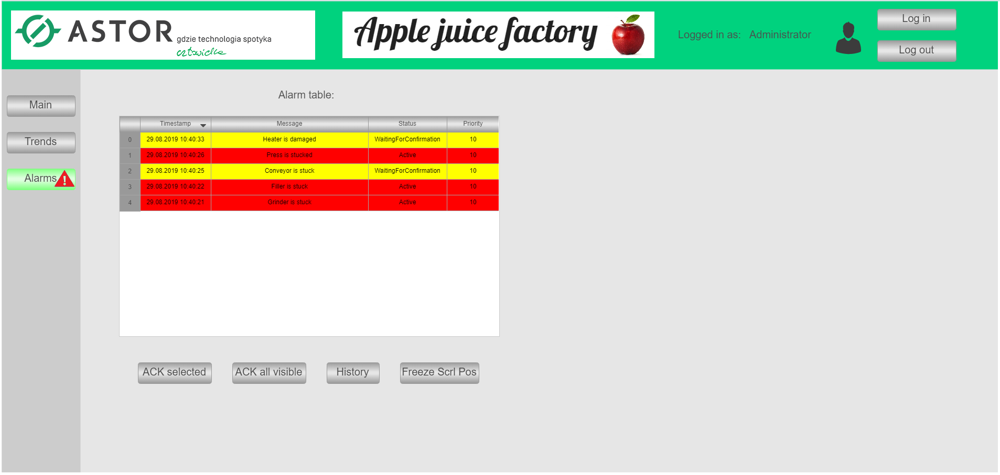 ASTOR gdzie technologia spotyka
człowieka
Apple juice factory
Logged in as: Administrator
Log in
Log out
Main
Trends
Alarms
Alarm table:
Timestamp Message Status Priority
0 29.08.2019 10:40:33 Heater is damaged WaitingForConfirmation 10
1 29.08.2019 10:40:26 Press is stucked Active 10
2 29.08.2019 10:40:25 Conveyor is stuck WaitingForConfirmation 10
3 29.08.2019 10:40:22 Filler is stuck Active 10
4 29.08.2019 10:40:21 Grinder is stuck Active 10
ACK selected ACK all visible History Freeze Scrl Pos